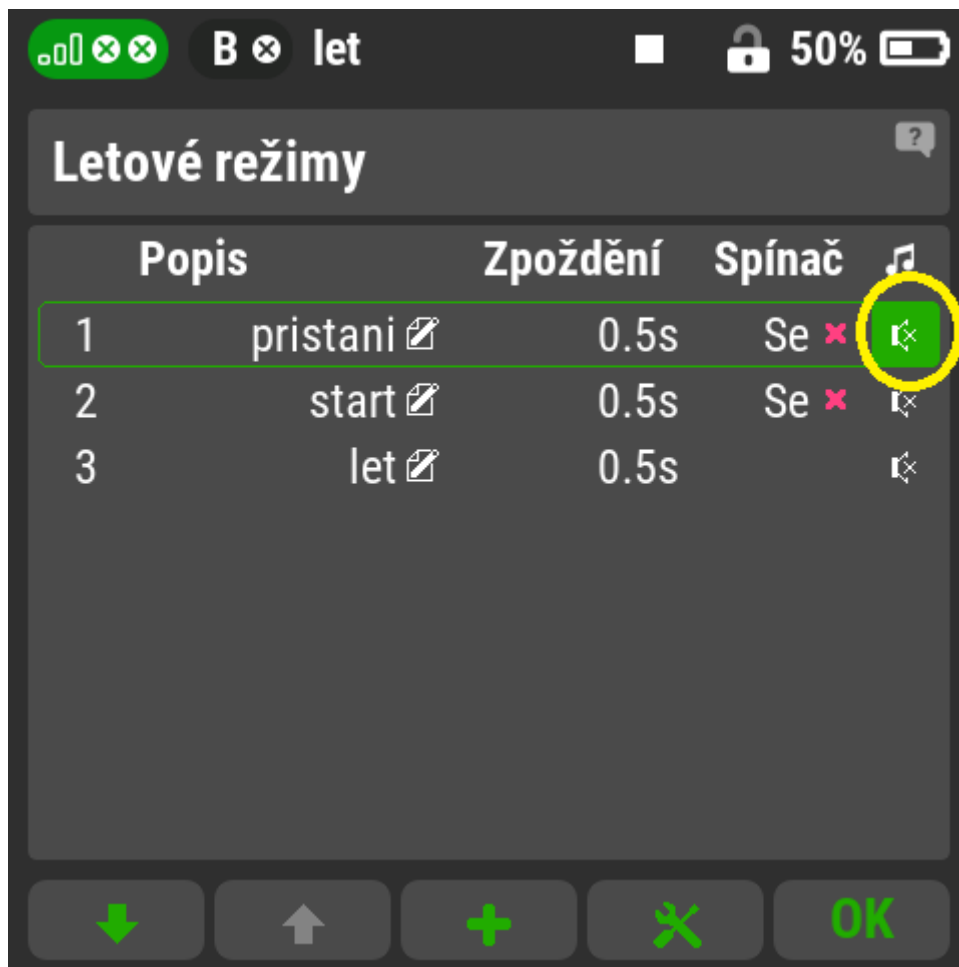 B let 50%
Letové režimy ?
Popis Zpoždění Spínač
1 pristani 0.5s Se
2 start 0.5s Se
3 let 0.5s
OK